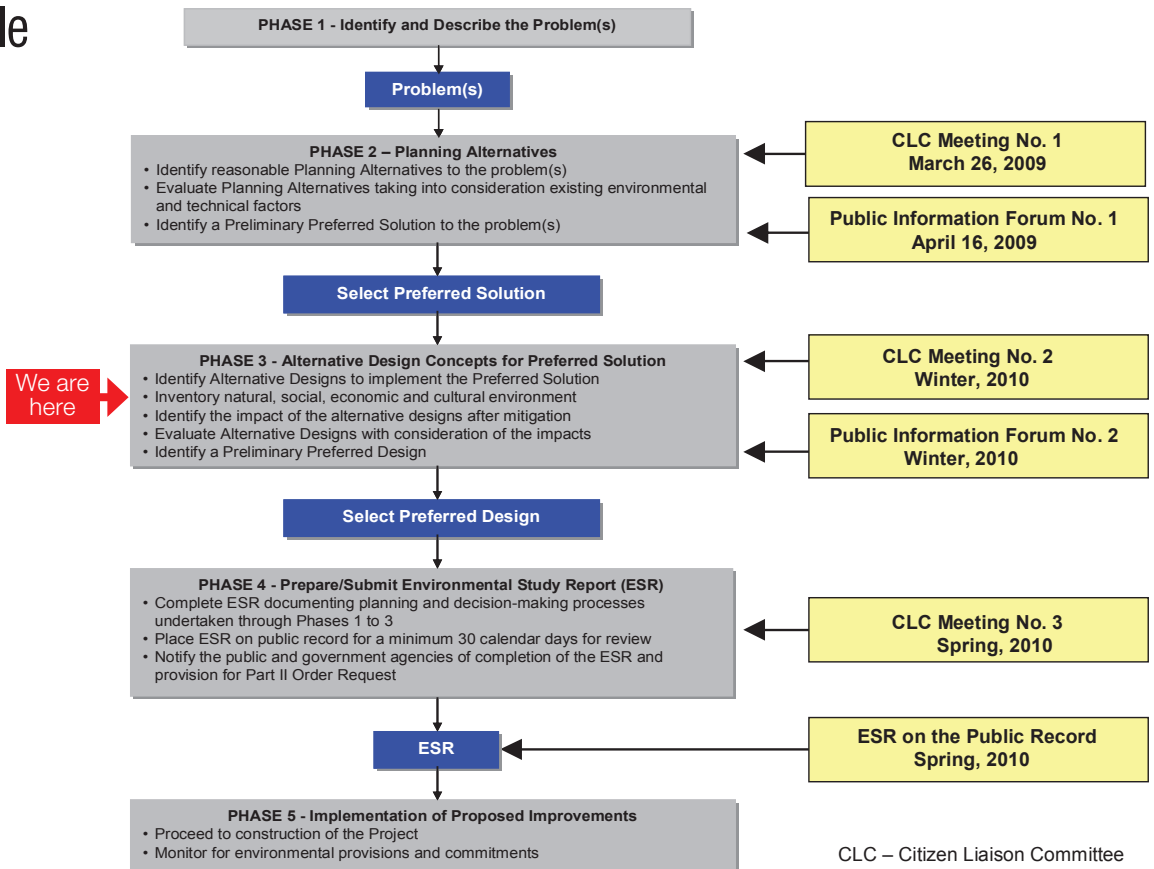 le
PHASE 1 - Identify and Describe the Problem(s)
Problem(s)
PHASE 2 – Planning Alternatives
• Identify reasonable Planning Alternatives to the problem(s)
• Evaluate Planning Alternatives taking into consideration existing environmental
and technical factors
• Identify a Preliminary Preferred Solution to the problem(s)
CLC Meeting No. 1
March 26, 2009
Public Information Forum No. 1
April 16, 2009
Select Preferred Solution
We are
here
PHASE 3 - Alternative Design Concepts for Preferred Solution
• Identify Alternative Designs to implement the Preferred Solution
• Inventory natural, social, economic and cultural environment
• Identify the impact of the alternative designs after mitigation
• Evaluate Alternative Designs with consideration of the impacts
• Identify a Preliminary Preferred Design
CLC Meeting No. 2
Winter, 2010
Public Information Forum No. 2
Winter, 2010
Select Preferred Design
PHASE 4 - Prepare/Submit Environmental Study Report (ESR)
• Complete ESR documenting planning and decision-making processes
undertaken through Phases 1 to 3
• Place ESR on public record for a minimum 30 calendar days for review
• Notify the public and government agencies of completion of the ESR and
provision for Part II Order Request
CLC Meeting No. 3
Spring, 2010
ESR
ESR on the Public Record
Spring, 2010
PHASE 5 - Implementation of Proposed Improvements
• Proceed to construction of the Project
• Monitor for environmental provisions and commitments
CLC – Citizen Liaison Committee